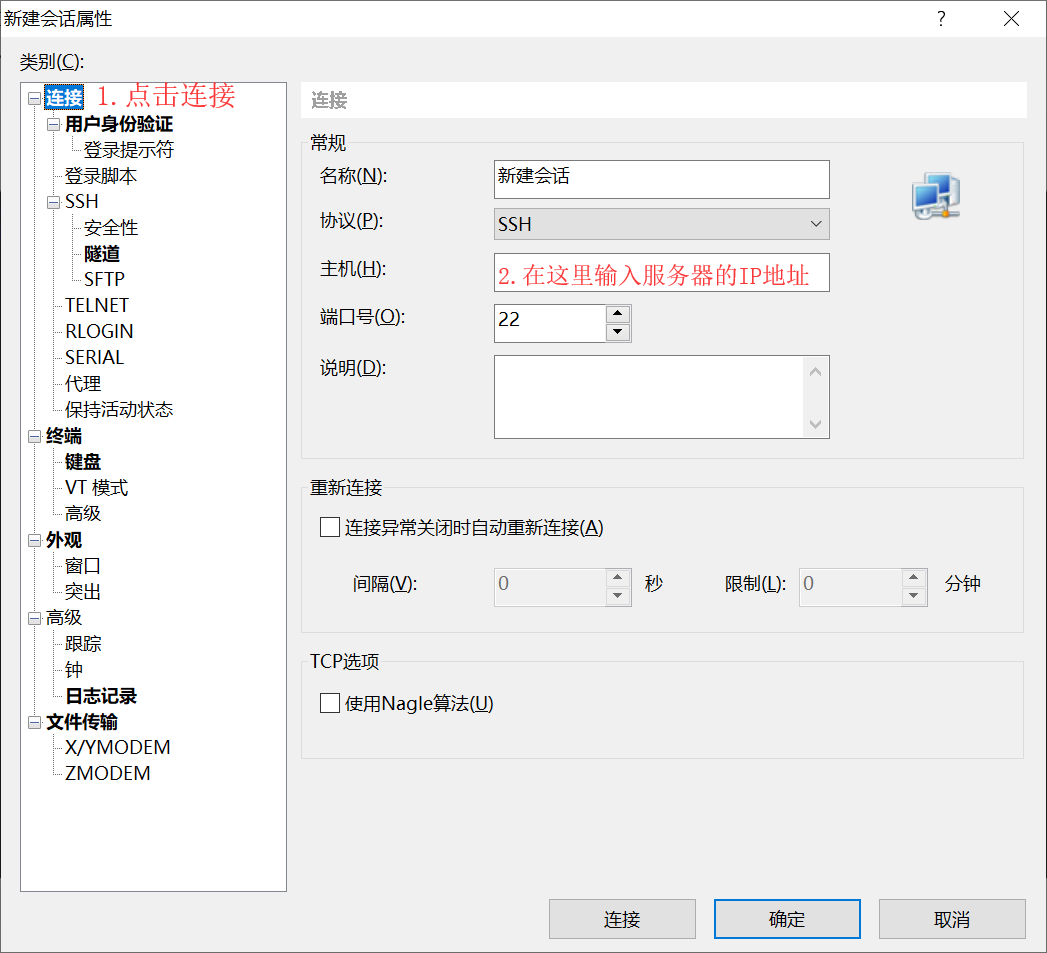 新建会话属性
?
类别(C):
连接 1.点击连接
用户身份验证
登录提示符
登录脚本
SSH
安全性
隧道
SFTP
TELNET
RLOGIN
SERIAL
代理
保持活动状态
终端
键盘
VT 模式
高级
外观
窗口
突出
高级
跟踪
钟
日志记录
文件传输
X/YMODEM
ZMODEM
连接
常规
名称(N): 新建会话
协议(P): SSH
主机(H): 2.在这里输入服务器的IP地址
端口号(O): 22
说明(D):
重新连接
连接异常关闭时自动重新连接(A)
间隔(V): 0 秒 限制(L): 0 分钟
TCP选项
使用Nagle算法(U)
连接 确定 取消